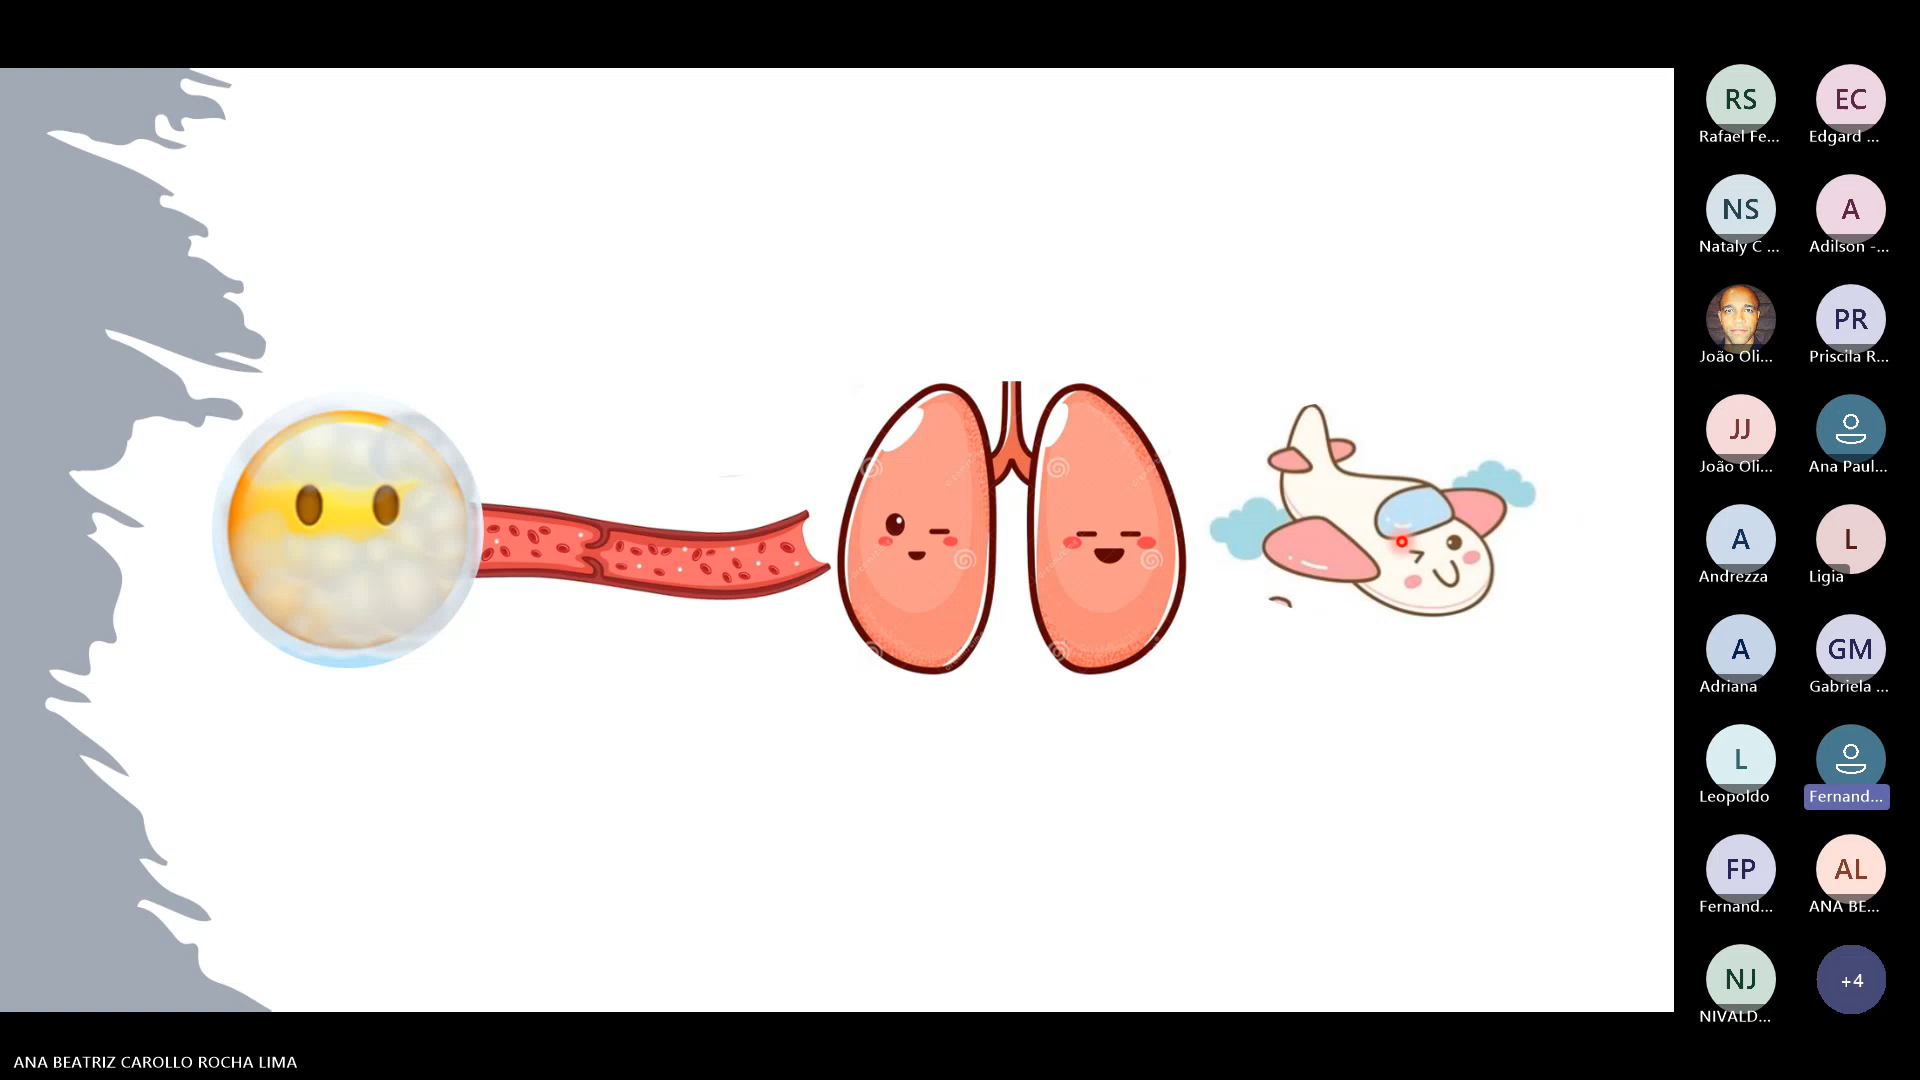 RS
EC
Rafael Fe...
Edgard ...
NS
A
Nataly C ...
Adilson -...
PR
João Oli...
Priscila R...
JJ
João Oli...
Ana Paul...
A
L
Andrezza
Ligia
A
GM
Adriana
Gabriela ...
L
Leopoldo
Fernand...
FP
AL
Fernand...
ANA BE...
NJ
+4
NIVALD...
ANA BEATRIZ CAROLLO ROCHA LIMA